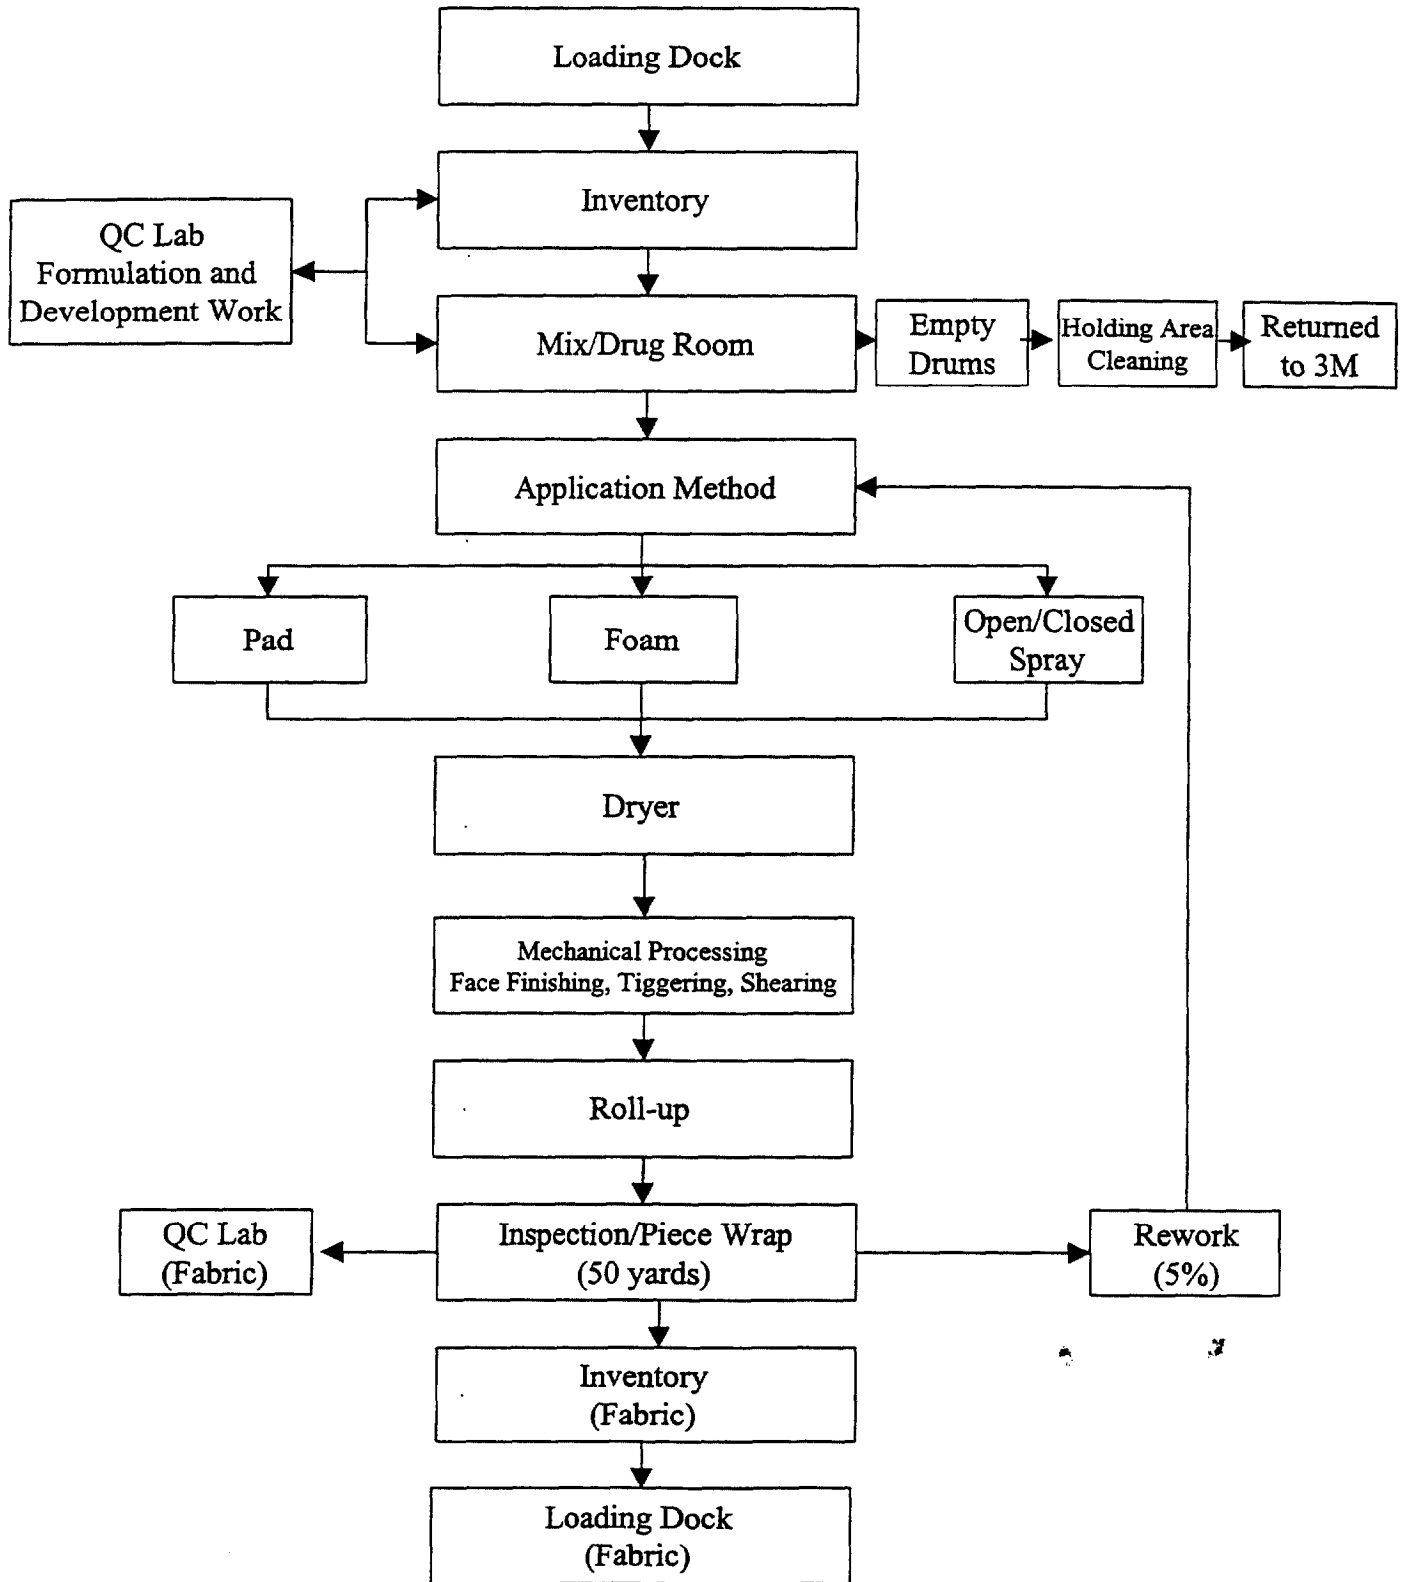 Loading Dock
Inventory
QC Lab
Formulation and
Development Work
Mix/Drug Room
Empty
Drums
Holding Area
Cleaning
Returned
to 3M
Application Method
Pad
Foam
Open/Closed
Spray
Dryer
Mechanical Processing
Face Finishing, Tiggering, Shearing
Roll-up
QC Lab
(Fabric)
Inspection/Piece Wrap
(50 yards)
Rework
(5%)
Inventory
(Fabric)
Loading Dock
(Fabric)